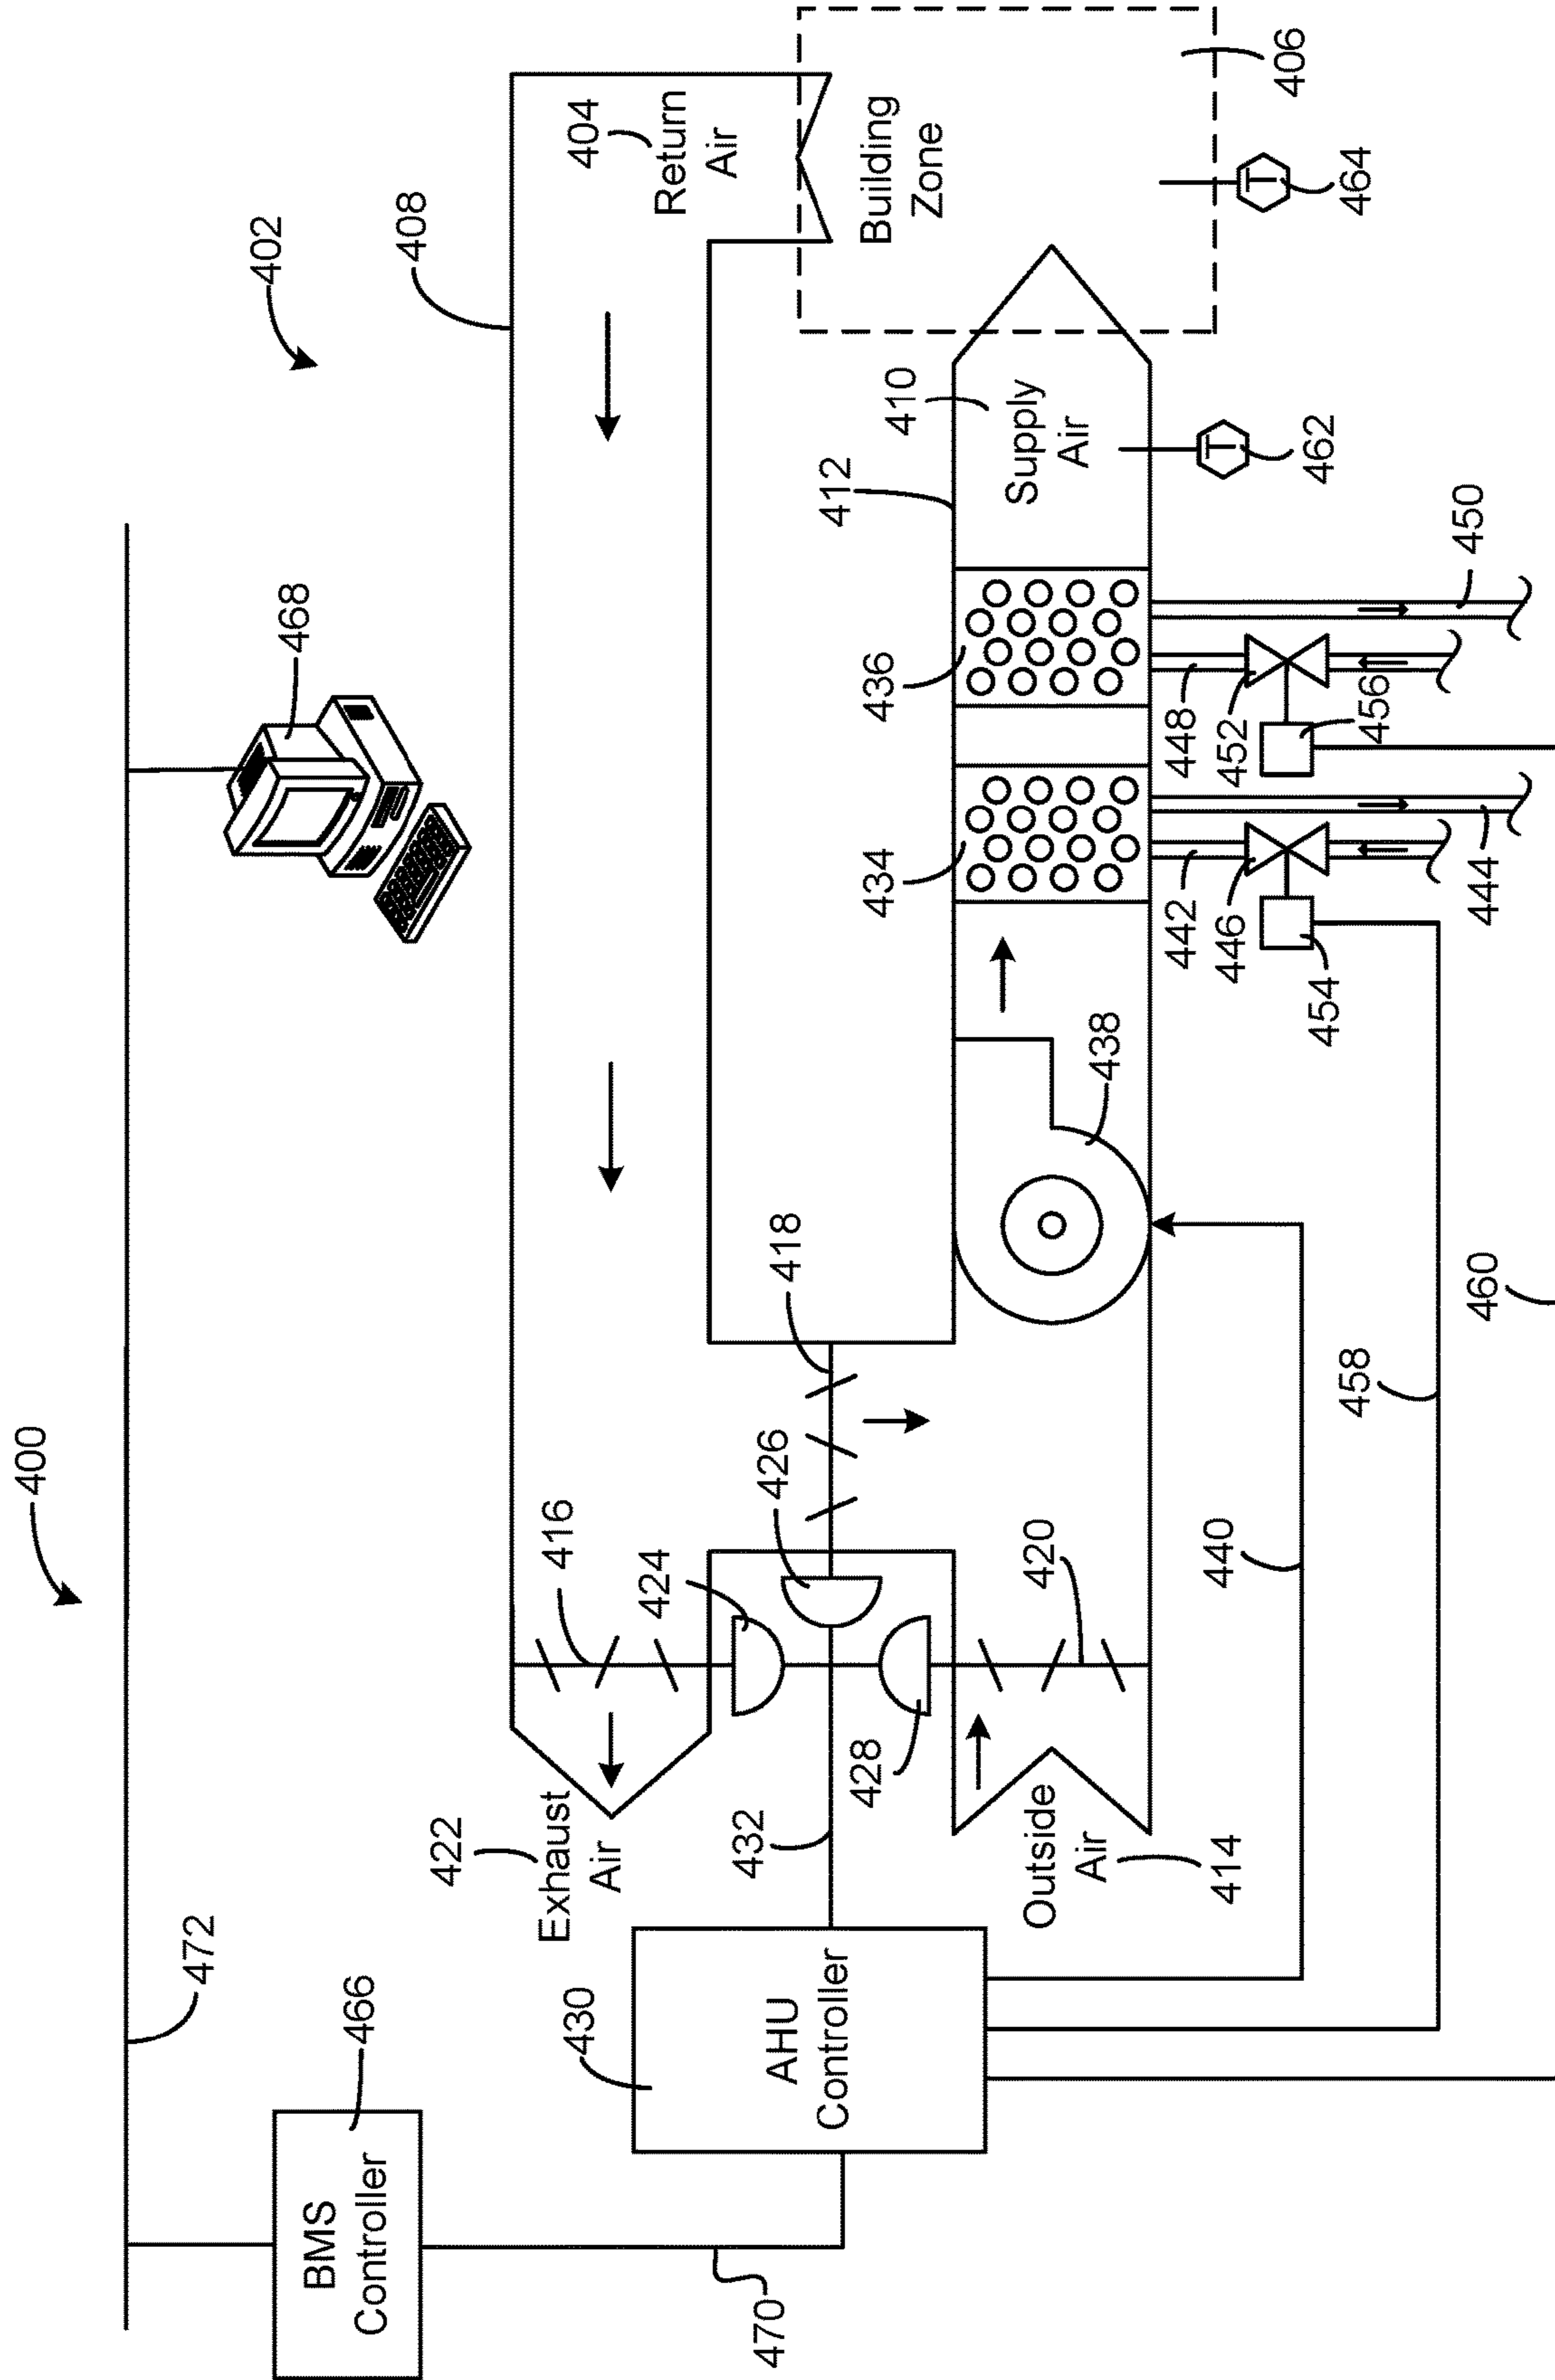 400
472
BMS
Controller
466
470
468
402
408
404
Return
Air
422
Exhaust
Air
416
424
426
418
430
AHU
Controller
432
428
Outside
Air
414
420
438
434
436
412
410
Supply
Air
Building
Zone
406
440
442
446
454
444
448
452
456
450
T
462
T
464
458
460